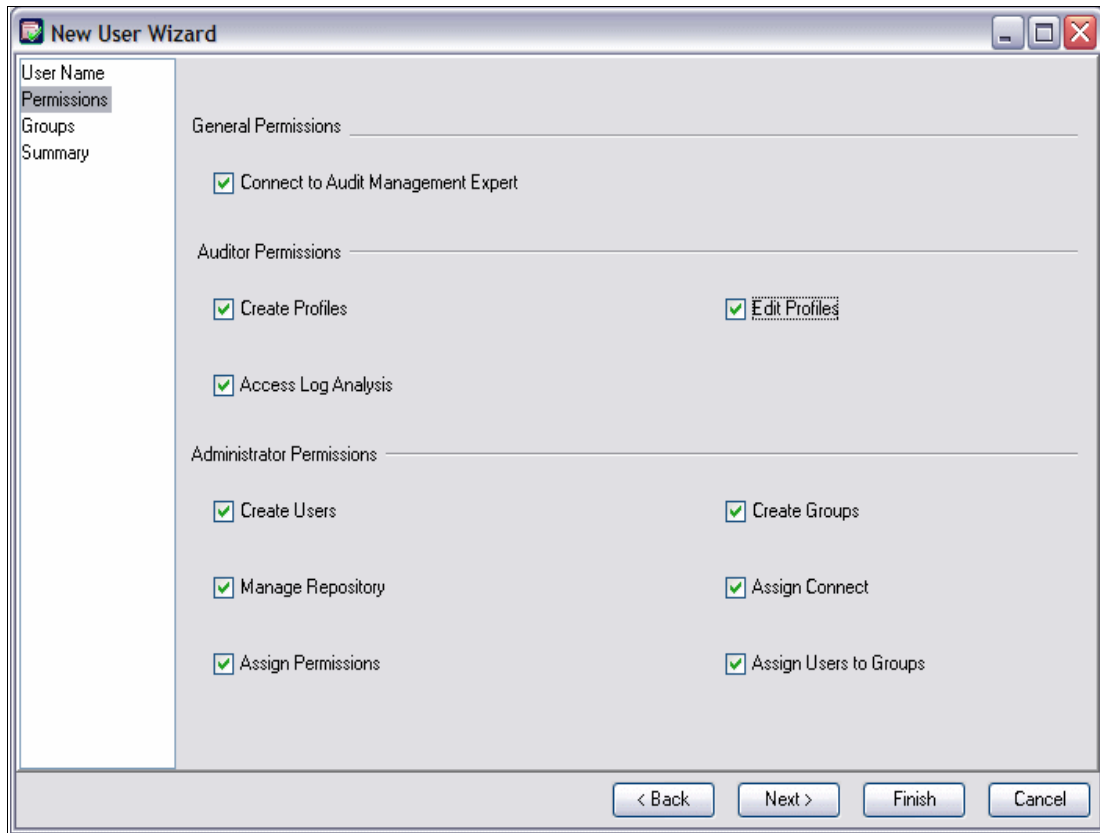 New User Wizard
User Name
Permissions
Groups
Summary
General Permissions
Connect to Audit Management Expert
Auditor Permissions
Create Profiles
Edit Profiles
Access Log Analysis
Administrator Permissions
Create Users
Create Groups
Manage Repository
Assign Connect
Assign Permissions
Assign Users to Groups
< Back
Next >
Finish
Cancel